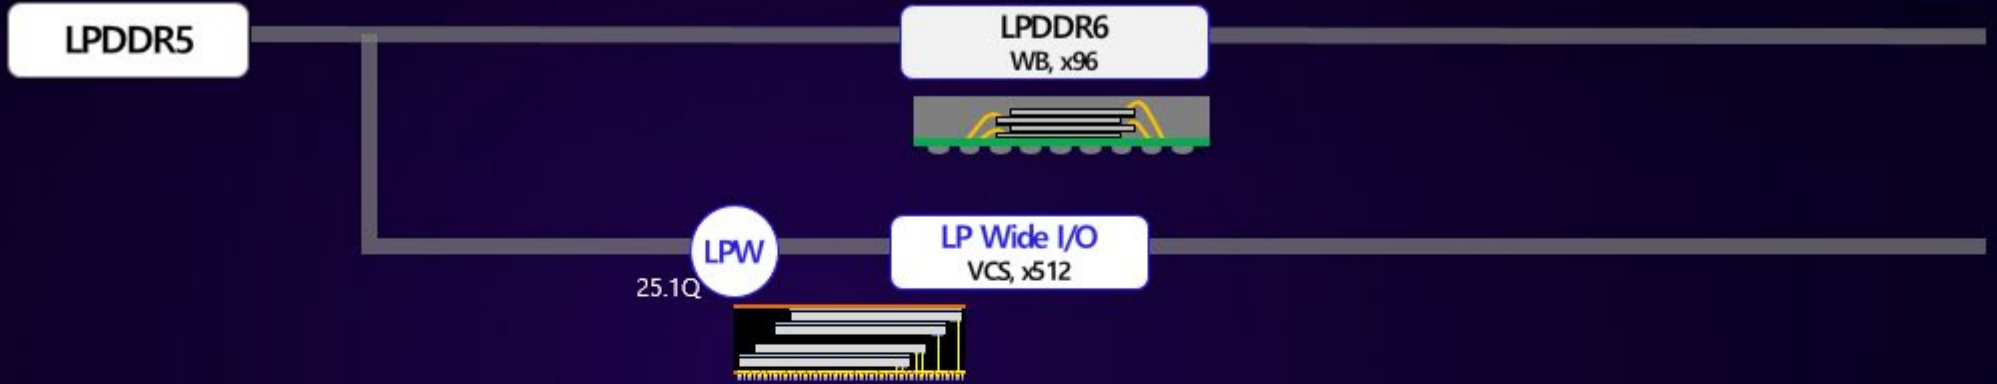 LPDDR5
LPDDR6
WB, x96
LPW
LP Wide I/O
VCS, x512
25.1Q